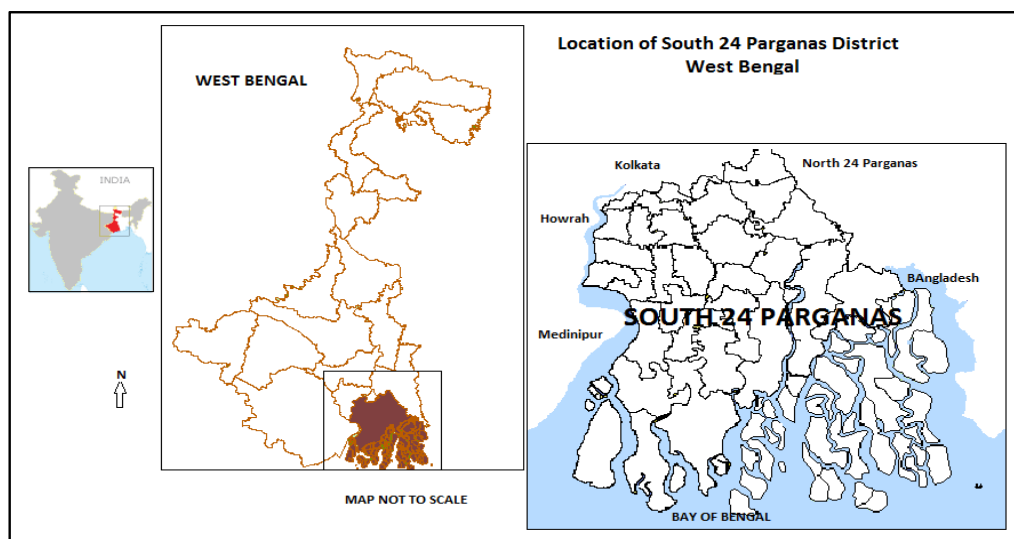 Location of South 24 Parganas District
West Bengal
WEST BENGAL
INDIA
N
MAP NOT TO SCALE
Kolkata
North 24 Parganas
Howrah
BAngladesh
SOUTH 24 PARGANAS
Medinipur
BAY OF BENGAL